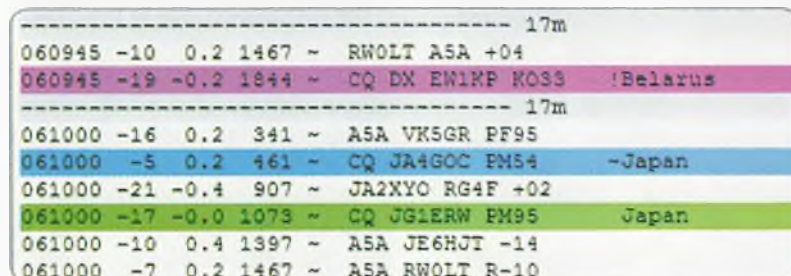 ----------------------------------- 17m
060945 -10 0.2 1467 ~ RW0LT A5A +04
060945 -19 -0.2 1844 ~ CQ DX EW1KP KO33 !Belarus
----------------------------------- 17m
061000 -16 0.2 341 ~ A5A VK5GR PF95
061000 -5 0.2 461 ~ CQ JA4GOC PM54 ~Japan
061000 -21 -0.4 907 ~ JA2XYO RG4F +02
061000 -17 -0.0 1073 ~ CQ JG1ERW PM95 Japan
061000 -10 0.4 1397 ~ A5A JE6HJT -14
061000 -7 0.2 1467 ~ A5A RW0LT R-10